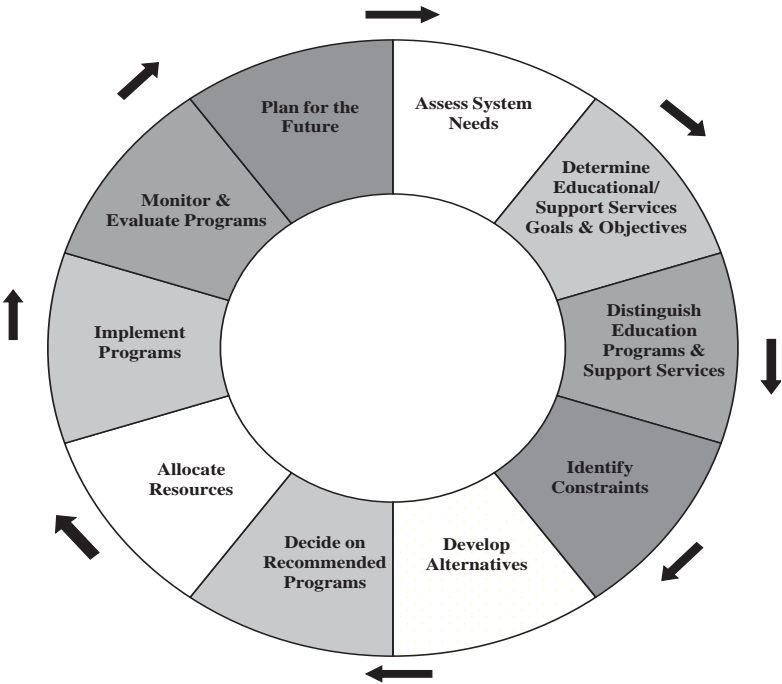 Assess System
Needs
Determine
Educational/
Support Services
Goals & Objectives
Distinguish
Education
Programs &
Support Services
Identify
Constraints
Develop
Alternatives
Decide on
Recommended
Programs
Allocate
Resources
Implement
Programs
Monitor &
Evaluate Programs
Plan for the
Future